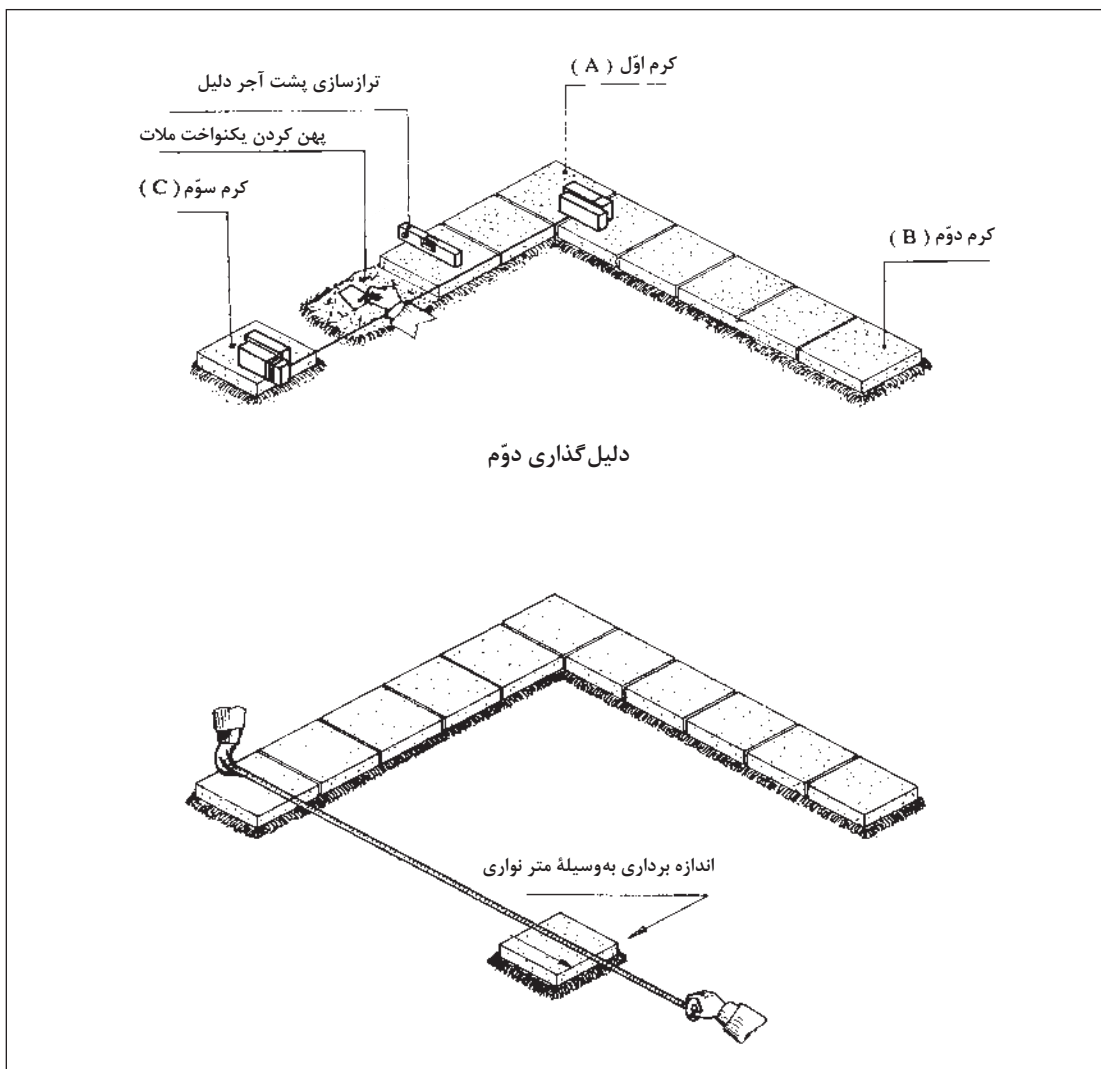 کرم اوّل ( A )
ترازسازی پشت آجر دلیل
پهن کردن یکنواخت ملات
کرم سوّم ( C )
کرم دوّم ( B )
دلیل‌گذاری دوّم
اندازه برداری به‌وسیلهٔ متر نواری